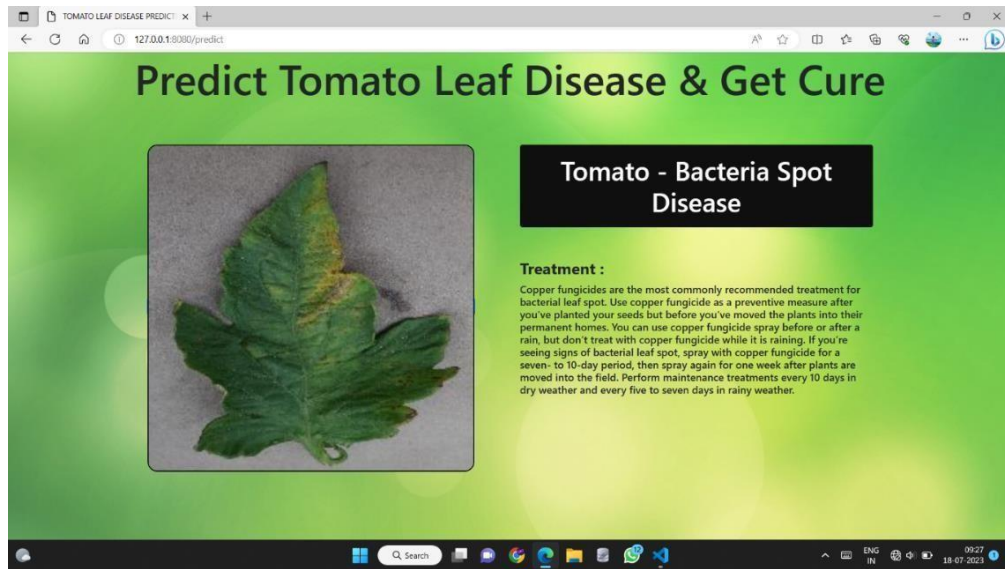 TOMATO LEAF DISEASE PREDICT
127.0.0.1:8080/predict
Predict Tomato Leaf Disease & Get Cure
Tomato - Bacteria Spot
Disease
Treatment :
Copper fungicides are the most commonly recommended treatment for
bacterial leaf spot. Use copper fungicide as a preventive measure after
you've planted your seeds but before you've moved the plants into their
permanent homes. You can use copper fungicide spray before or after a
rain, but don't treat with copper fungicide while it is raining. If you're
seeing signs of bacterial leaf spot, spray with copper fungicide for a
seven- to 10-day period, then spray again for one week after plants are
moved into the field. Perform maintenance treatments every 10 days in
dry weather and every five to seven days in rainy weather.
Search
ENG
IN
09:27
18-07-2023